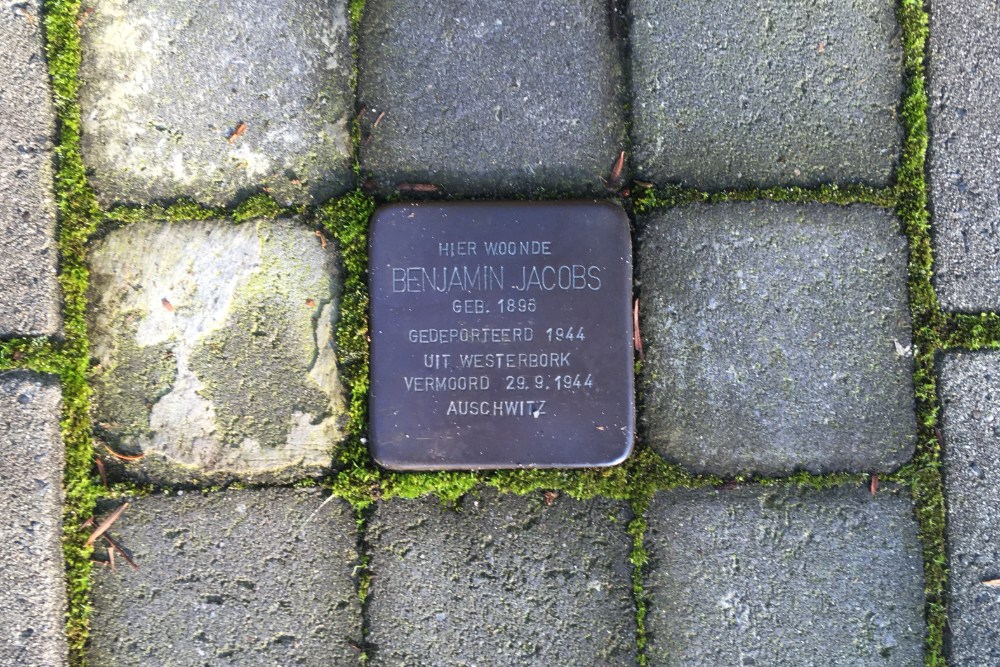 HIER WOONDE
BENJAMIN JACOBS
GEB. 1896
GEDEPORTEERD 1944
UIT WESTERBORK
VERMOORD 29.9.1944
AUSCHWITZ